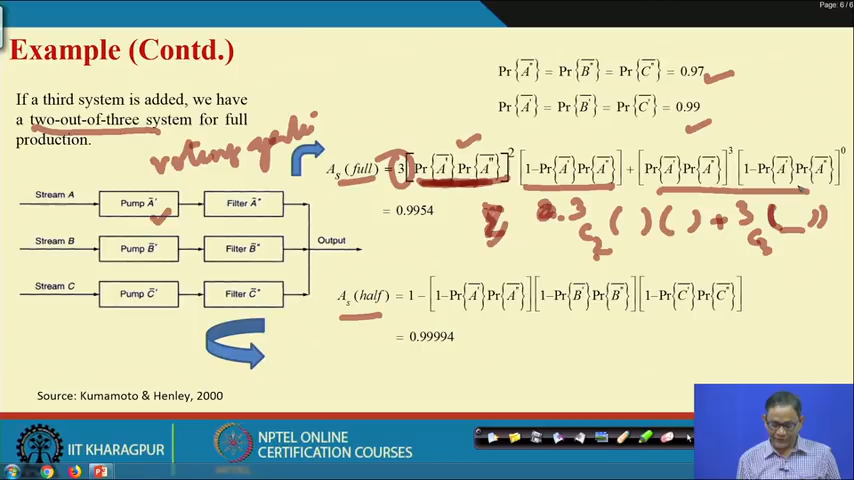 Page: 6/6
Example (Contd.)
If a third system is added, we have
a two-out-of-three system for full
production.
voting
Pr{A̅″} = Pr{B̅″} = Pr{C̅″} = 0.97
Pr{A̅′} = Pr{B̅′} = Pr{C̅′} = 0.99
A_s (full) = 3[Pr{A̅′}Pr{A̅″}]² [1−Pr{A̅′}Pr{A̅″}] + [Pr{A̅′}Pr{A̅″}]³ [1−Pr{A̅′}Pr{A̅″}]⁰
= 0.9954
3c₂ ( ) ( ) + 3c₃ ( )
A_s (half) = 1 − [1−Pr{A̅′}Pr{A̅″}][1−Pr{B̅′}Pr{B̅″}][1−Pr{C̅′}Pr{C̅″}]
= 0.99994
Stream A
Pump A̅′
Filter A̅″
Stream B
Pump B̅′
Filter B̅″
Output
Stream C
Pump C̅′
Filter C̅″
Source: Kumamoto & Henley, 2000
IIT KHARAGPUR
NPTEL ONLINE
CERTIFICATION COURSES